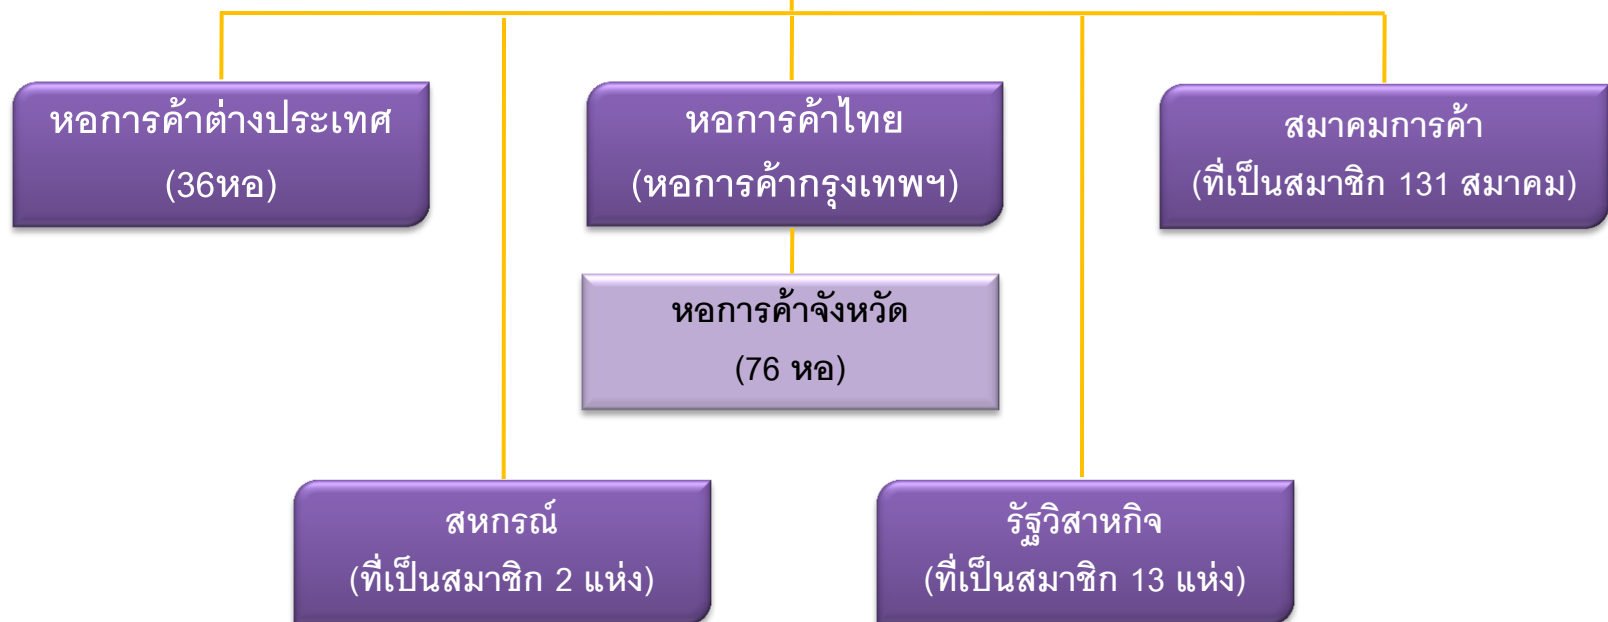 หอการค้าต่างประเทศ
(36หอ)
หอการค้าไทย
(หอการค้ากรุงเทพฯ)
สมาคมการค้า
(ที่เป็นสมาชิก 131 สมาคม)
หอการค้าจังหวัด
(76 หอ)
สหกรณ์
(ที่เป็นสมาชิก 2 แห่ง)
รัฐวิสาหกิจ
(ที่เป็นสมาชิก 13 แห่ง)